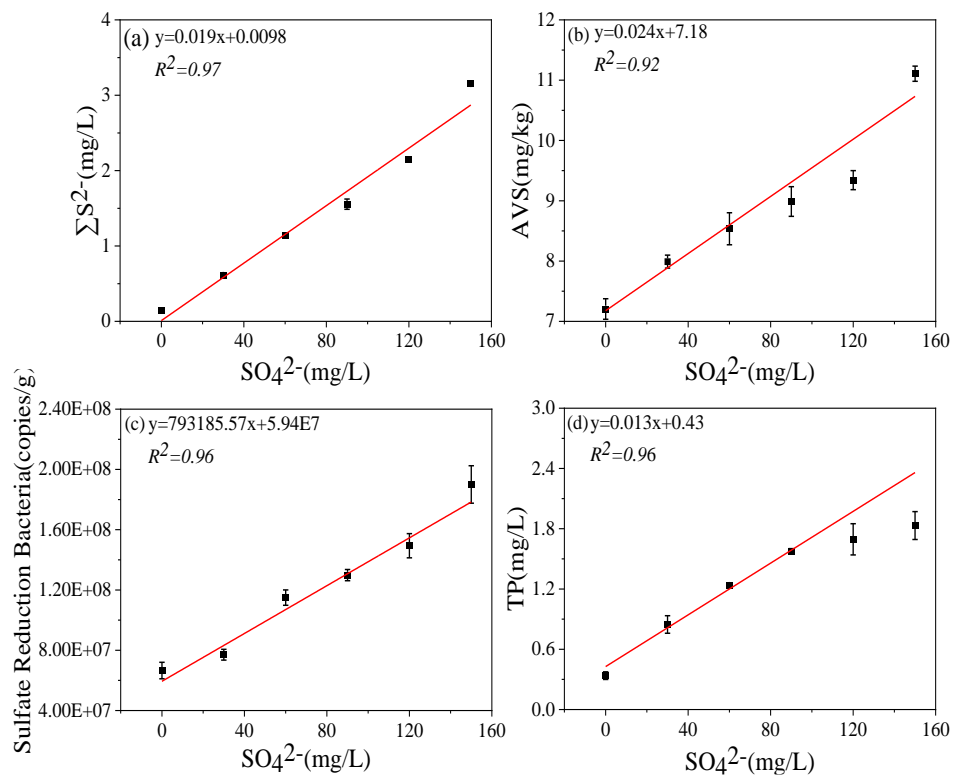 (a) y=0.019x+0.0098
R²=0.97
4
3
2
1
0
∑S²⁻(mg/L)
0 40 80 120 160
SO₄²⁻(mg/L)
(b) y=0.024x+7.18
R²=0.92
12
11
10
9
8
7
AVS(mg/kg)
0 40 80 120 160
SO₄²⁻(mg/L)
(c) y=793185.57x+5.94E7
R²=0.96
2.40E+08
2.00E+08
1.60E+08
1.20E+08
8.00E+07
4.00E+07
Sulfate Reduction Bacteria(copies/g)
0 40 80 120 160
SO₄²⁻(mg/L)
(d) y=0.013x+0.43
R²=0.96
3.0
2.4
1.8
1.2
0.6
0.0
TP(mg/L)
0 40 80 120 160
SO₄²⁻(mg/L)